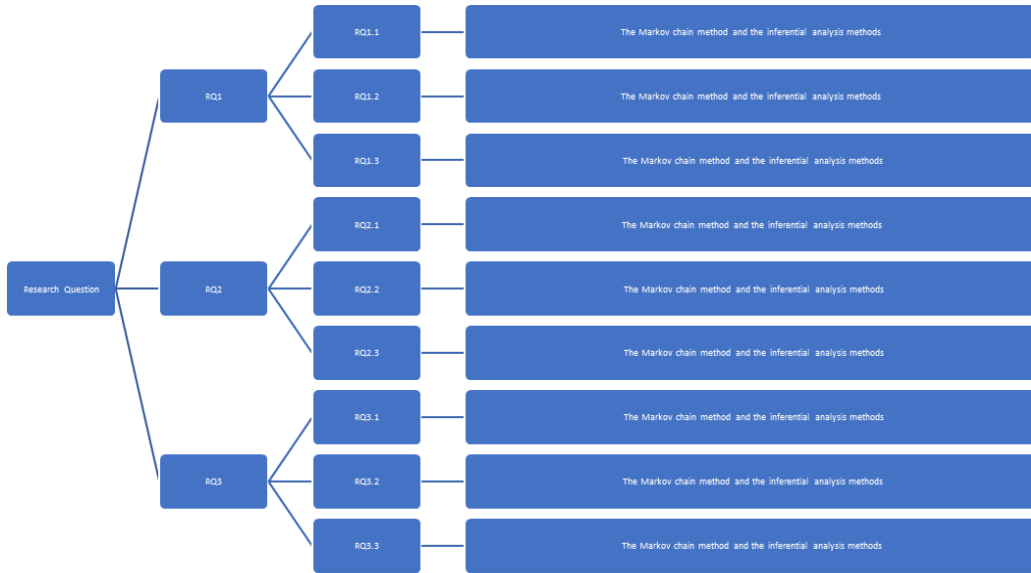 Research Question
RQ1
RQ1.1
The Markov chain method and the inferential analysis methods
RQ1.2
The Markov chain method and the inferential analysis methods
RQ1.3
The Markov chain method and the inferential analysis methods
RQ2
RQ2.1
The Markov chain method and the inferential analysis methods
RQ2.2
The Markov chain method and the inferential analysis methods
RQ2.3
The Markov chain method and the inferential analysis methods
RQ3
RQ3.1
The Markov chain method and the inferential analysis methods
RQ3.2
The Markov chain method and the inferential analysis methods
RQ3.3
The Markov chain method and the inferential analysis methods